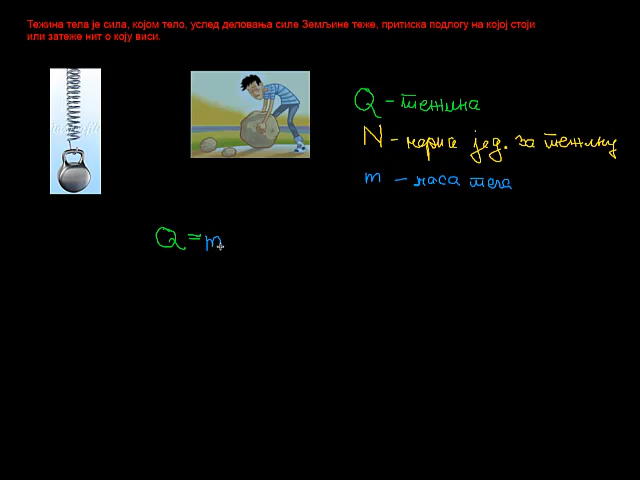 Тежина тела је сила, којом тело, услед деловања силе Земљине теже, притиска подлогу на којој стоји
или затеже нит о коју виси.
Q - тежина
N - мерна јед. за тежину
m - маса тела
Q = m